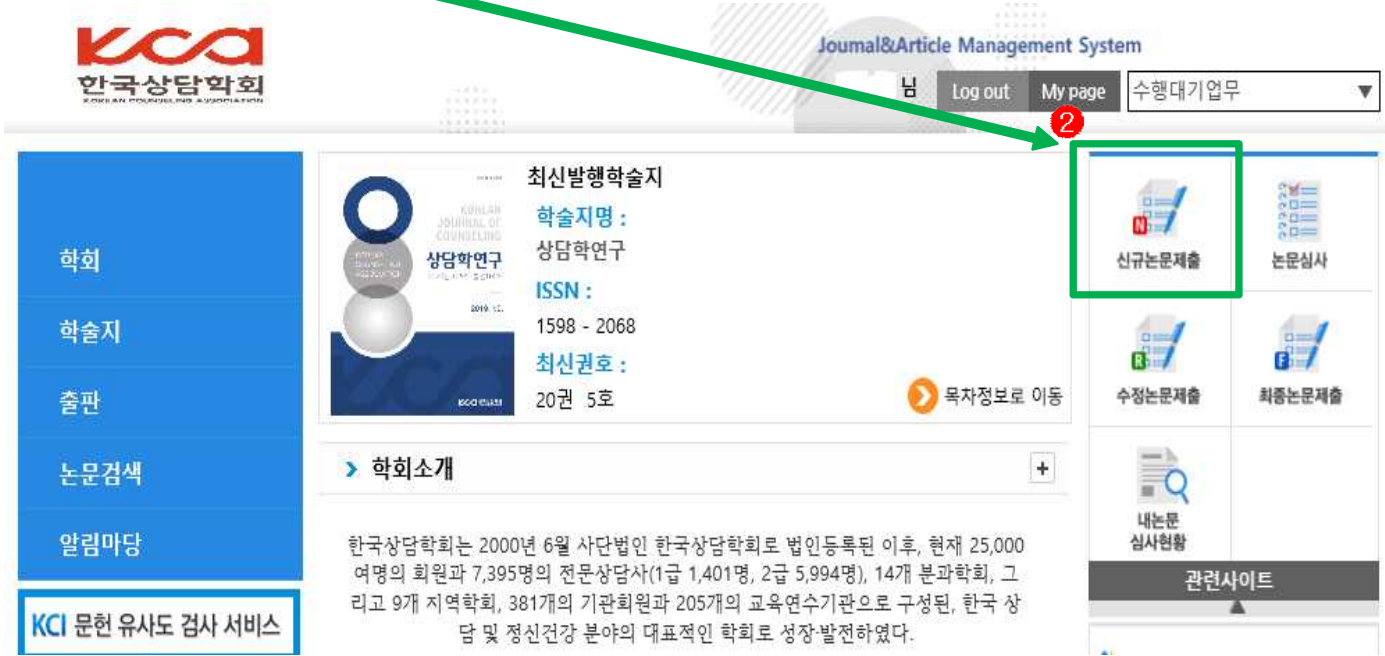 kca
한국상담학회
KOREAN COUNSELING ASSOCIATION
Journal&Article Management System
님 Log out My page 수행대기업무 ▼
2
학회
학술지
출판
논문검색
알림마당
KCI 문헌 유사도 검사 서비스
KOREAN
JOURNAL OF
COUNSELING
상담학연구
최신발행학술지
학술지명 :
상담학연구
ISSN :
1598 - 2068
최신권호 :
20권 5호
목차정보로 이동
> 학회소개 +
한국상담학회는 2000년 6월 사단법인 한국상담학회로 법인등록된 이후, 현재 25,000
여명의 회원과 7,395명의 전문상담사(1급 1,401명, 2급 5,994명), 14개 분과학회, 그
리고 9개 지역학회, 381개의 기관회원과 205개의 교육연수기관으로 구성된, 한국 상
담 및 정신건강 분야의 대표적인 학회로 성장·발전하였다.
N
신규논문제출
논문심사
R
수정논문제출
F
최종논문제출
내논문
심사현황
관련사이트